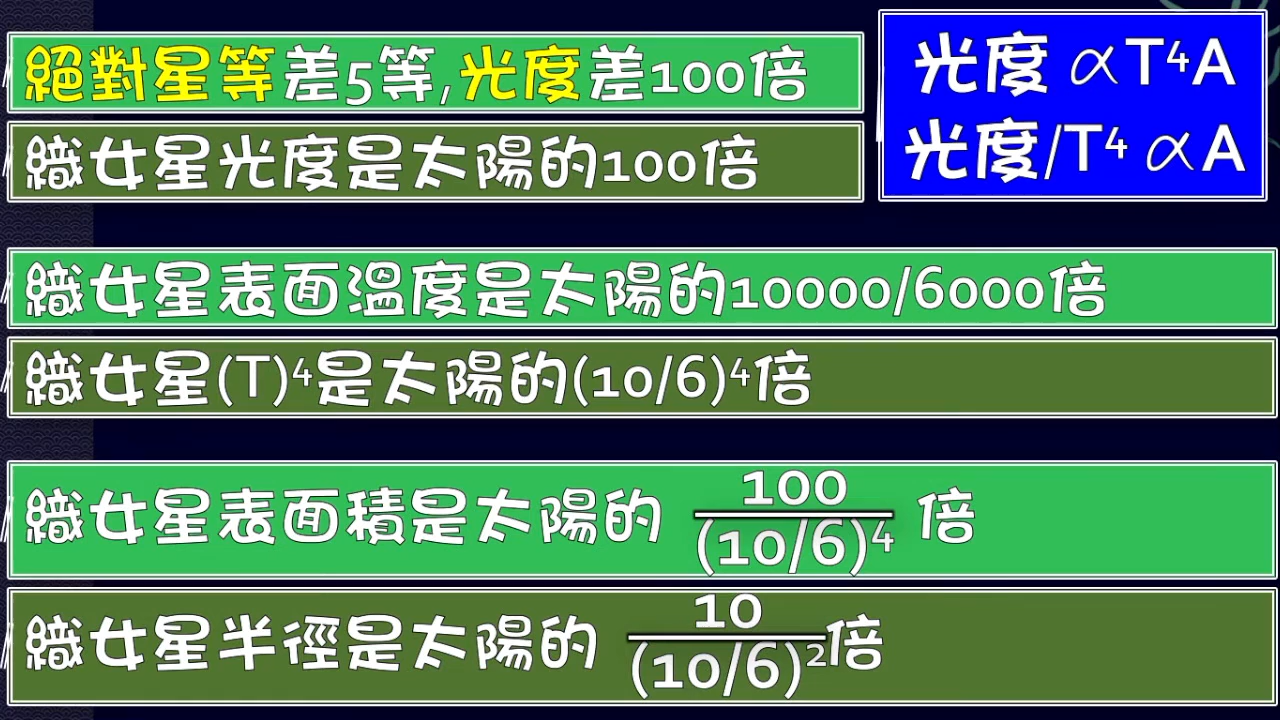 絕對星等差5等,光度差100倍
織女星光度是太陽的100倍
光度 ∝T⁴A
光度/T⁴ ∝A
織女星表面溫度是太陽的10000/6000倍
織女星(T)⁴是太陽的(10/6)⁴倍
織女星表面積是太陽的 100/(10/6)⁴ 倍
織女星半徑是太陽的 10/(10/6)²倍